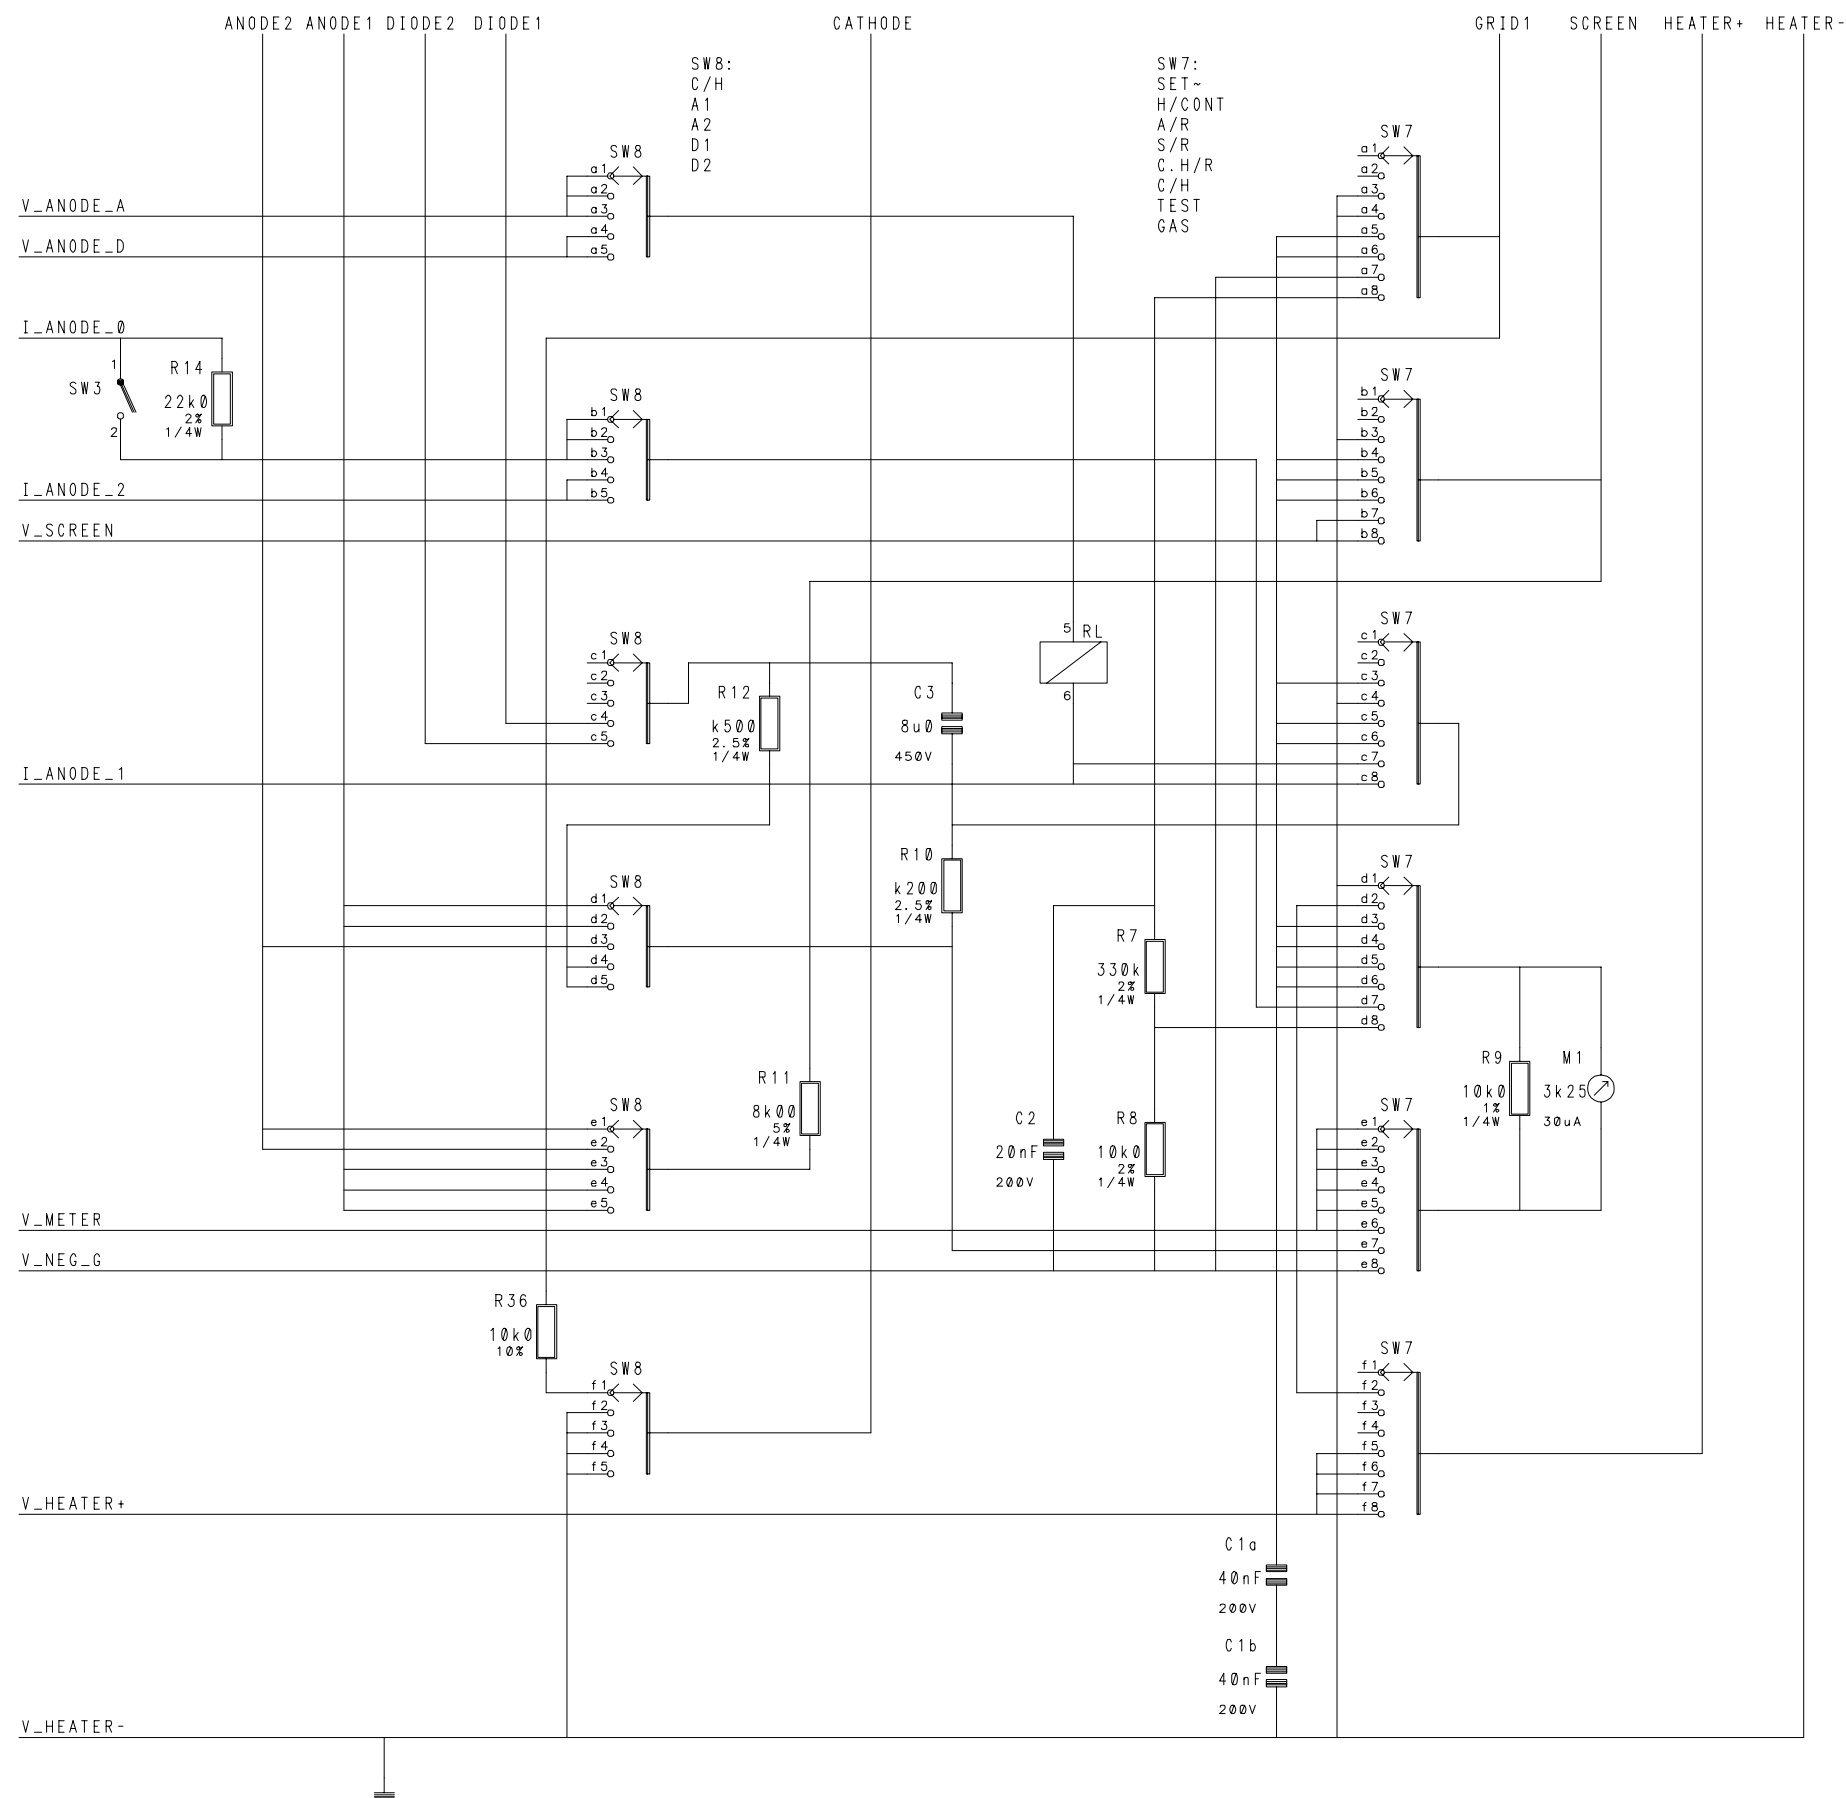 ANODE2 ANODE1 DIODE2 DIODE1 CATHODE GRID1 SCREEN HEATER+ HEATER-
SW8:
C/H
A1
A2
D1
D2
SW7:
SET~
H/CONT
A/R
S/R
C.H/R
C/H
TEST
GAS
SW8
a1
a2
a3
a4
a5
SW7
a1
a2
a3
a4
a5
a6
a7
a8
V_ANODE_A
V_ANODE_D
I_ANODE_0
SW3
1
2
R14
22k0
2%
1/4W
SW8
b1
b2
b3
b4
b5
SW7
b1
b2
b3
b4
b5
b6
b7
b8
I_ANODE_2
V_SCREEN
SW8
c1
c2
c3
c4
c5
R12
k500
2.5%
1/4W
C3
8u0
450V
5
RL
6
SW7
c1
c2
c3
c4
c5
c6
c7
c8
I_ANODE_1
SW8
d1
d2
d3
d4
d5
R10
k200
2.5%
1/4W
R7
330k
2%
1/4W
SW7
d1
d2
d3
d4
d5
d6
d7
d8
SW8
e1
e2
e3
e4
e5
R11
8k00
5%
1/4W
C2
20nF
200V
R8
10k0
2%
1/4W
SW7
e1
e2
e3
e4
e5
e6
e7
e8
R9
10k0
1%
1/4W
M1
3k25
30uA
V_METER
V_NEG_G
R36
10k0
10%
SW8
f1
f2
f3
f4
f5
SW7
f1
f2
f3
f4
f5
f6
f7
f8
V_HEATER+
C1a
40nF
200V
C1b
40nF
200V
V_HEATER-